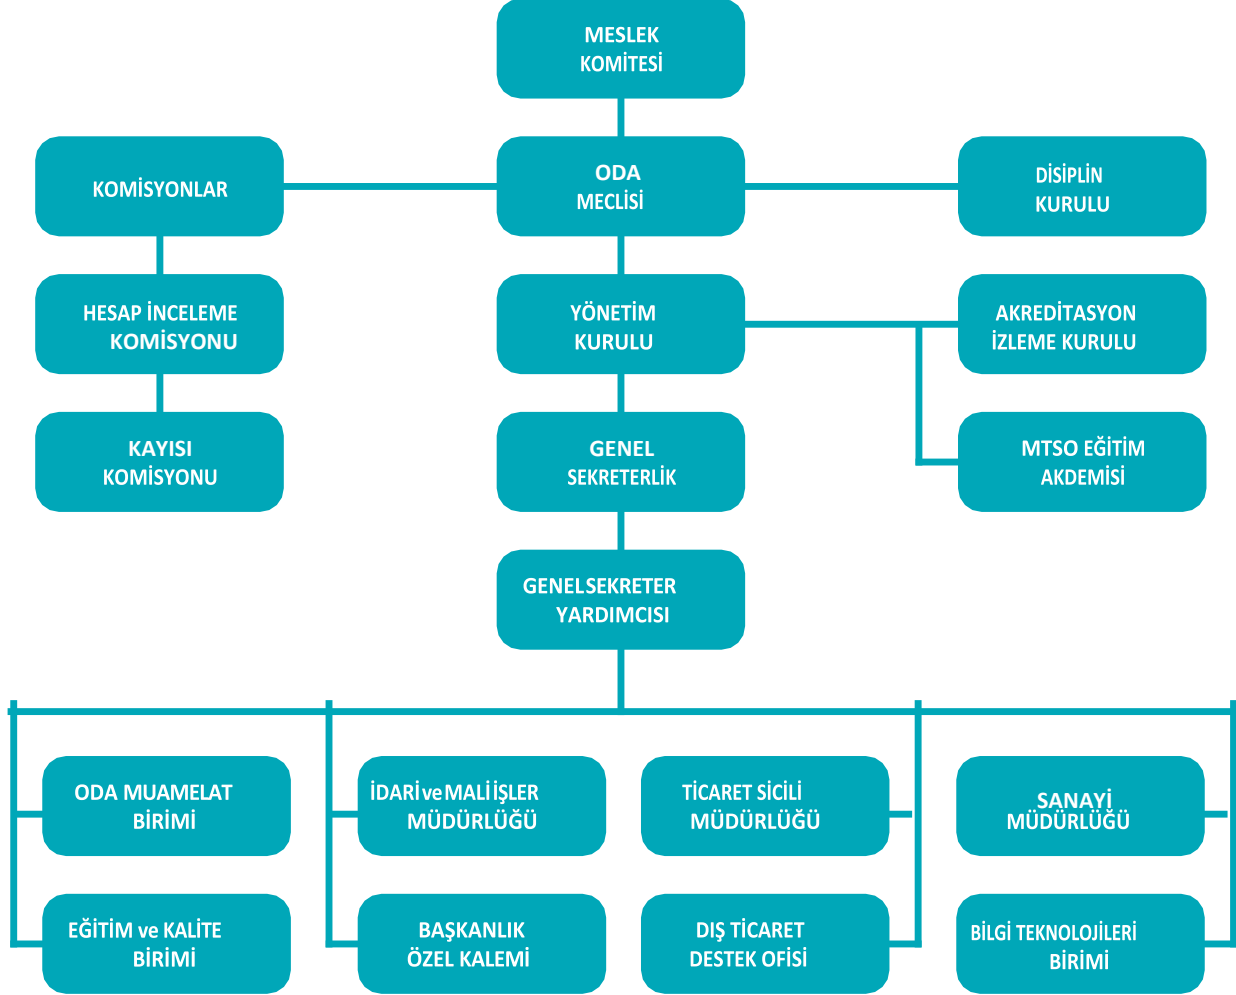 MESLEK
KOMİTESİ
KOMİSYONLAR
ODA
MECLİSİ
DİSİPLİN
KURULU
HESAP İNCELEME
KOMİSYONU
YÖNETİM
KURULU
AKREDİTASYON
İZLEME KURULU
KAYISI
KOMİSYONU
GENEL
SEKRETERLİK
MTSO EĞİTİM
AKDEMİSİ
GENELSEKRETER
YARDIMCISI
ODA MUAMELAT
BİRİMİ
İDARİ ve MALİ İŞLER
MÜDÜRLÜĞÜ
TİCARET SİCİLİ
MÜDÜRLÜĞÜ
SANAYİ
MÜDÜRLÜĞÜ
EĞİTİM ve KALİTE
BİRİMİ
BAŞKANLIK
ÖZEL KALEMİ
DIŞ TİCARET
DESTEK OFİSİ
BİLGİ TEKNOLOJİLERİ
BİRİMİ